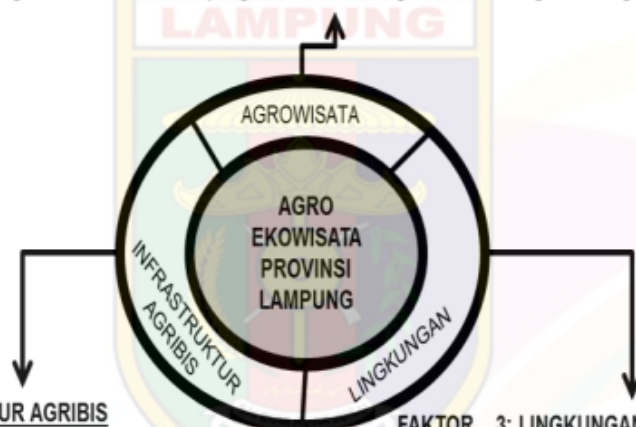 LAMPUNG
AGROWISATA
AGRO
EKOWISATA
PROVINSI
LAMPUNG
INFRASTRUKTUR
AGRIBIS
LINGKUNGAN
UR AGRIBIS
FAKTOR 3: LINGKUNGAN